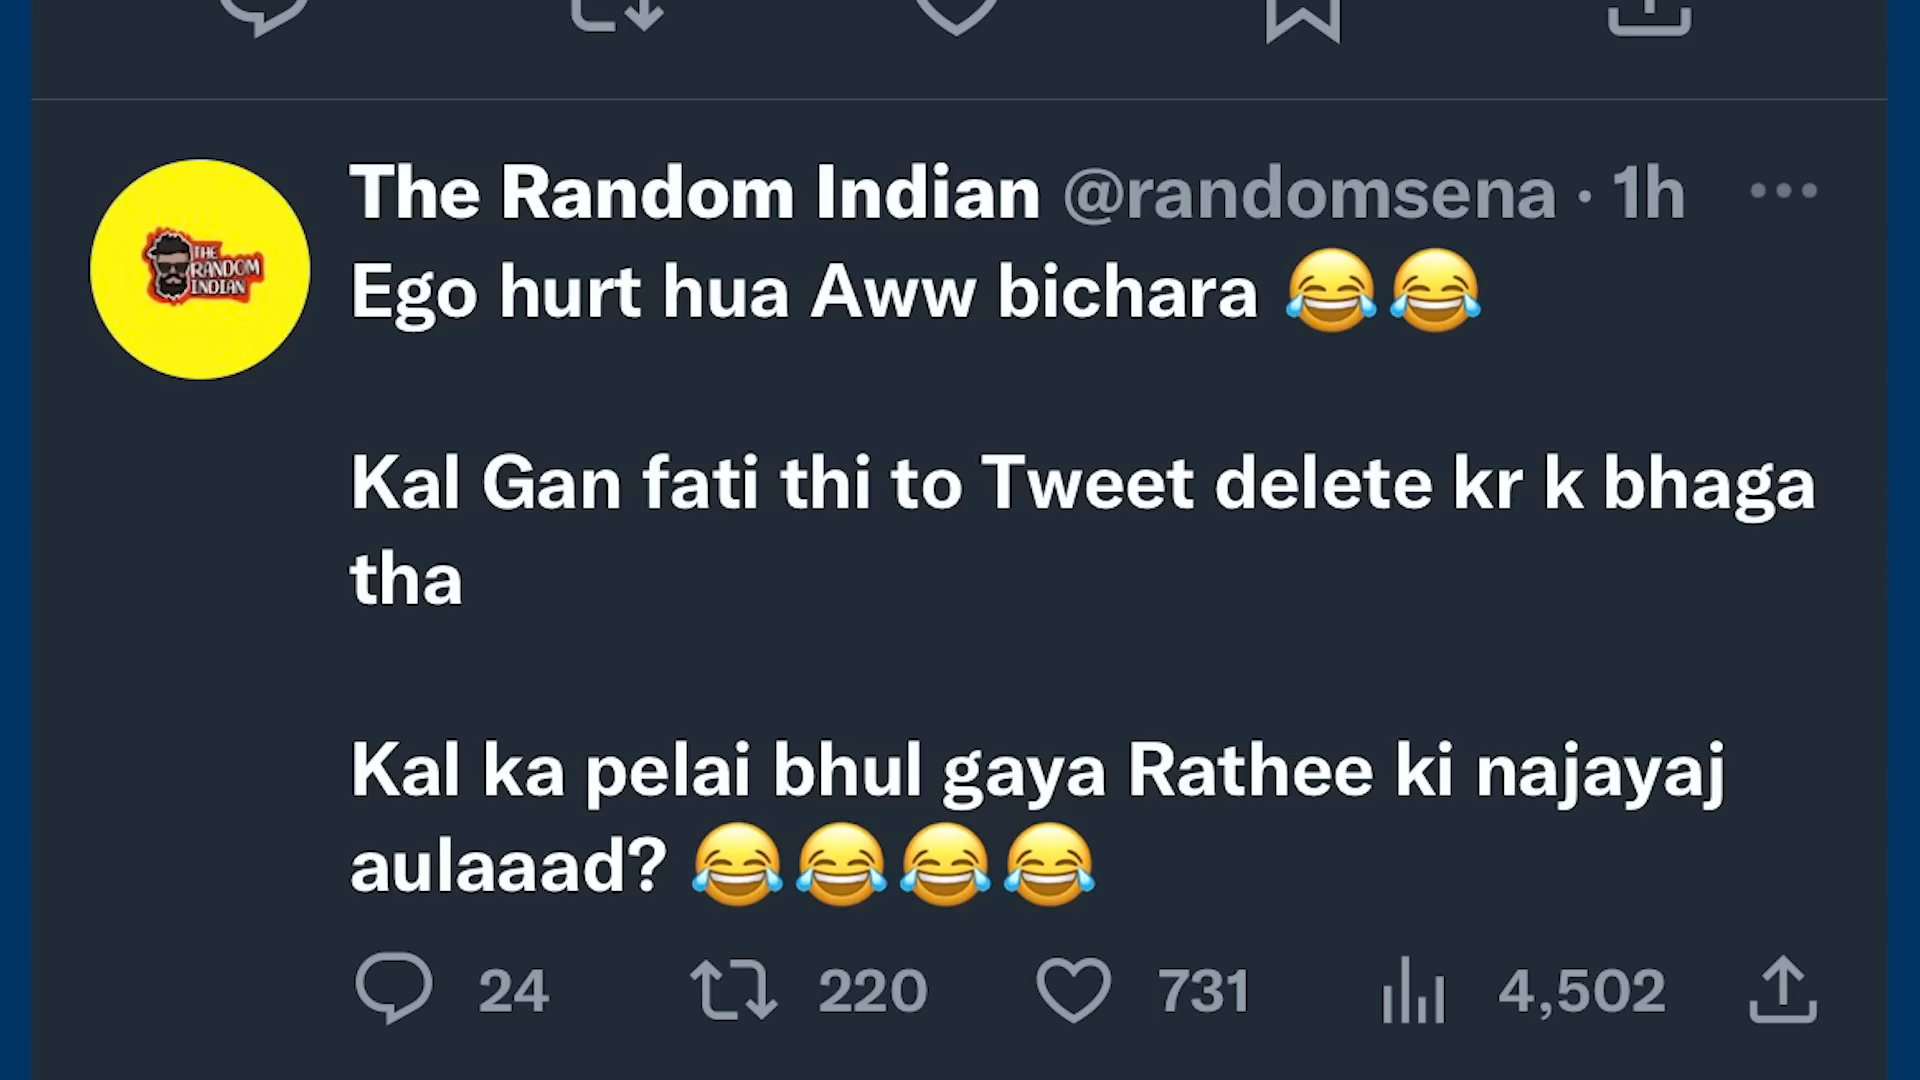 The Random Indian @randomsena · 1h
Ego hurt hua Aww bichara 😂😂
Kal Gan fati thi to Tweet delete kr k bhaga
tha
Kal ka pelai bhul gaya Rathee ki najayaj
aulaaad? 😂😂😂😂
24 220 731 4,502
THE
RANDOM
INDIAN